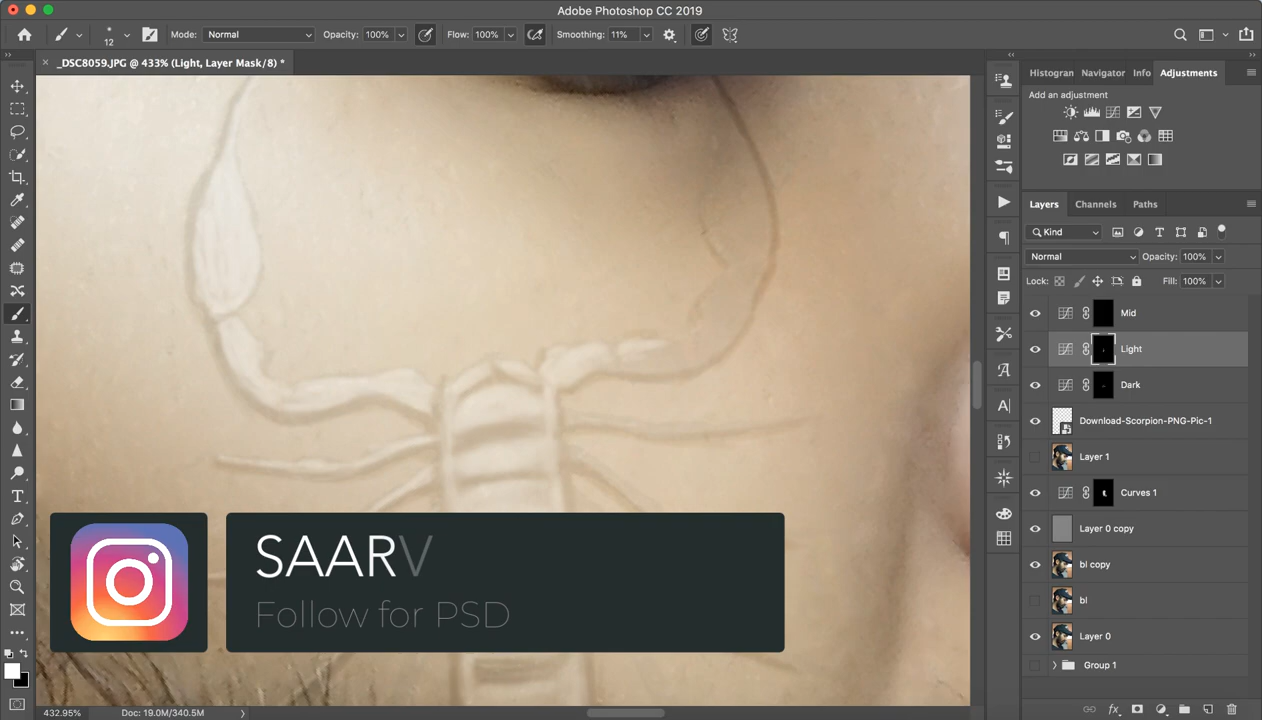 Adobe Photoshop CC 2019
12
Mode: Normal
Opacity: 100%
Flow: 100%
Smoothing: 11%
× _DSC8059.JPG @ 433% (Light, Layer Mask/8) *
Histogran
Navigator
Info
Adjustments
Add an adjustment
Layers
Channels
Paths
Kind
Normal
Opacity: 100%
Lock:
Fill: 100%
Mid
Light
Dark
Download-Scorpion-PNG-Pic-1
Layer 1
Curves 1
Layer 0 copy
bl copy
bl
Layer 0
Group 1
SAARV
Follow for PSD
432.95%
Doc: 19.0M/340.5M